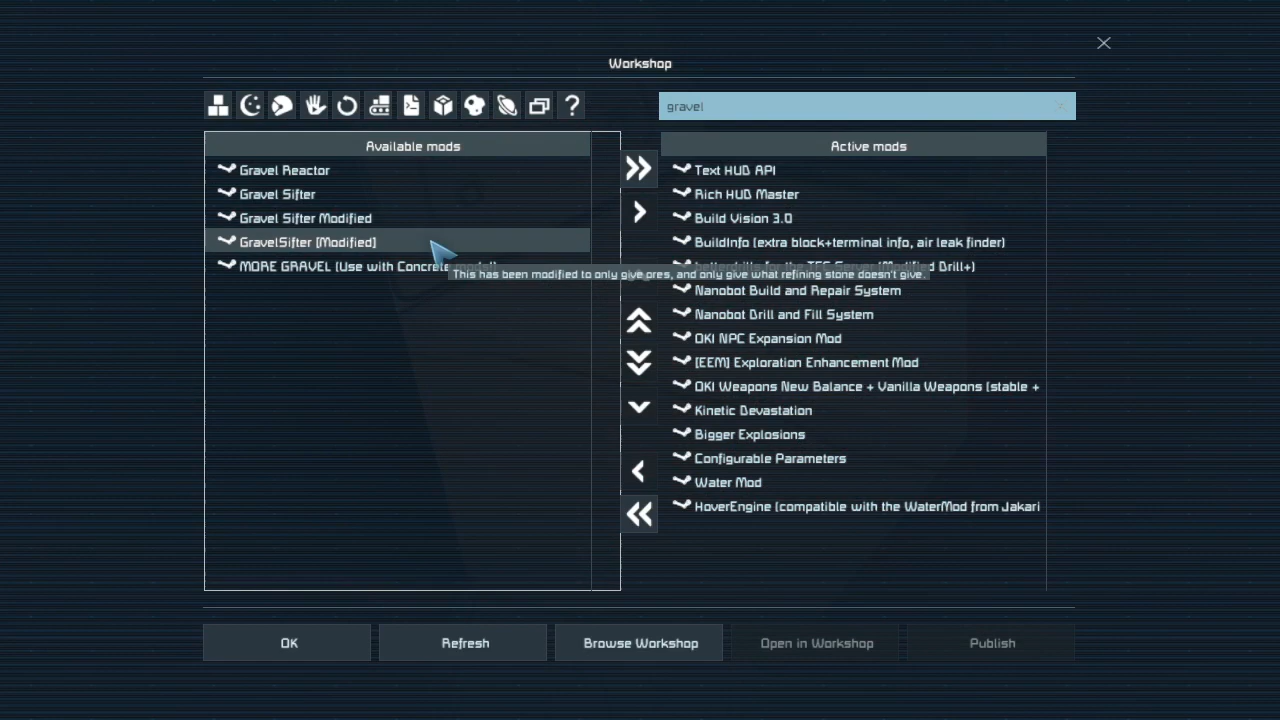 Workshop
?
gravel
Available mods
Gravel Reactor
Gravel Sifter
Gravel Sifter Modified
GravelSifter [Modified]
MORE GRAVEL (Use with Concrete
This has been modified to only give ores, and only give what refining stone doesn't give.
Active mods
Text HUD API
Rich HUD Master
Build Vision 3.0
BuildInfo (extra block+terminal info, air leak finder)
Drill+)
Nanobot Build and Repair System
Nanobot Drill and Fill System
OKI NPC Expansion Mod
[EEM] Exploration Enhancement Mod
OKI Weapons New Balance + Vanilla Weapons (stable +
Kinetic Devastation
Bigger Explosions
Configurable Parameters
Water Mod
HoverEngine (compatible with the WaterMod from Jakari
OK
Refresh
Browse Workshop
Open in Workshop
Publish